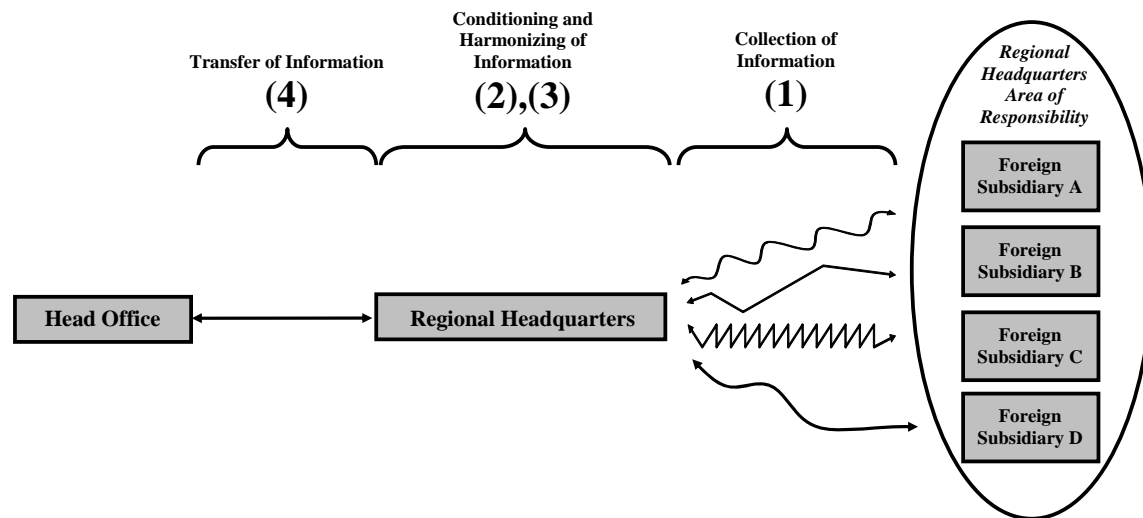 Transfer of Information
(4)
Conditioning and
Harmonizing of
Information
(2),(3)
Collection of
Information
(1)
Regional
Headquarters
Area of
Responsibility
Foreign
Subsidiary A
Foreign
Subsidiary B
Foreign
Subsidiary C
Foreign
Subsidiary D
Head Office
Regional Headquarters